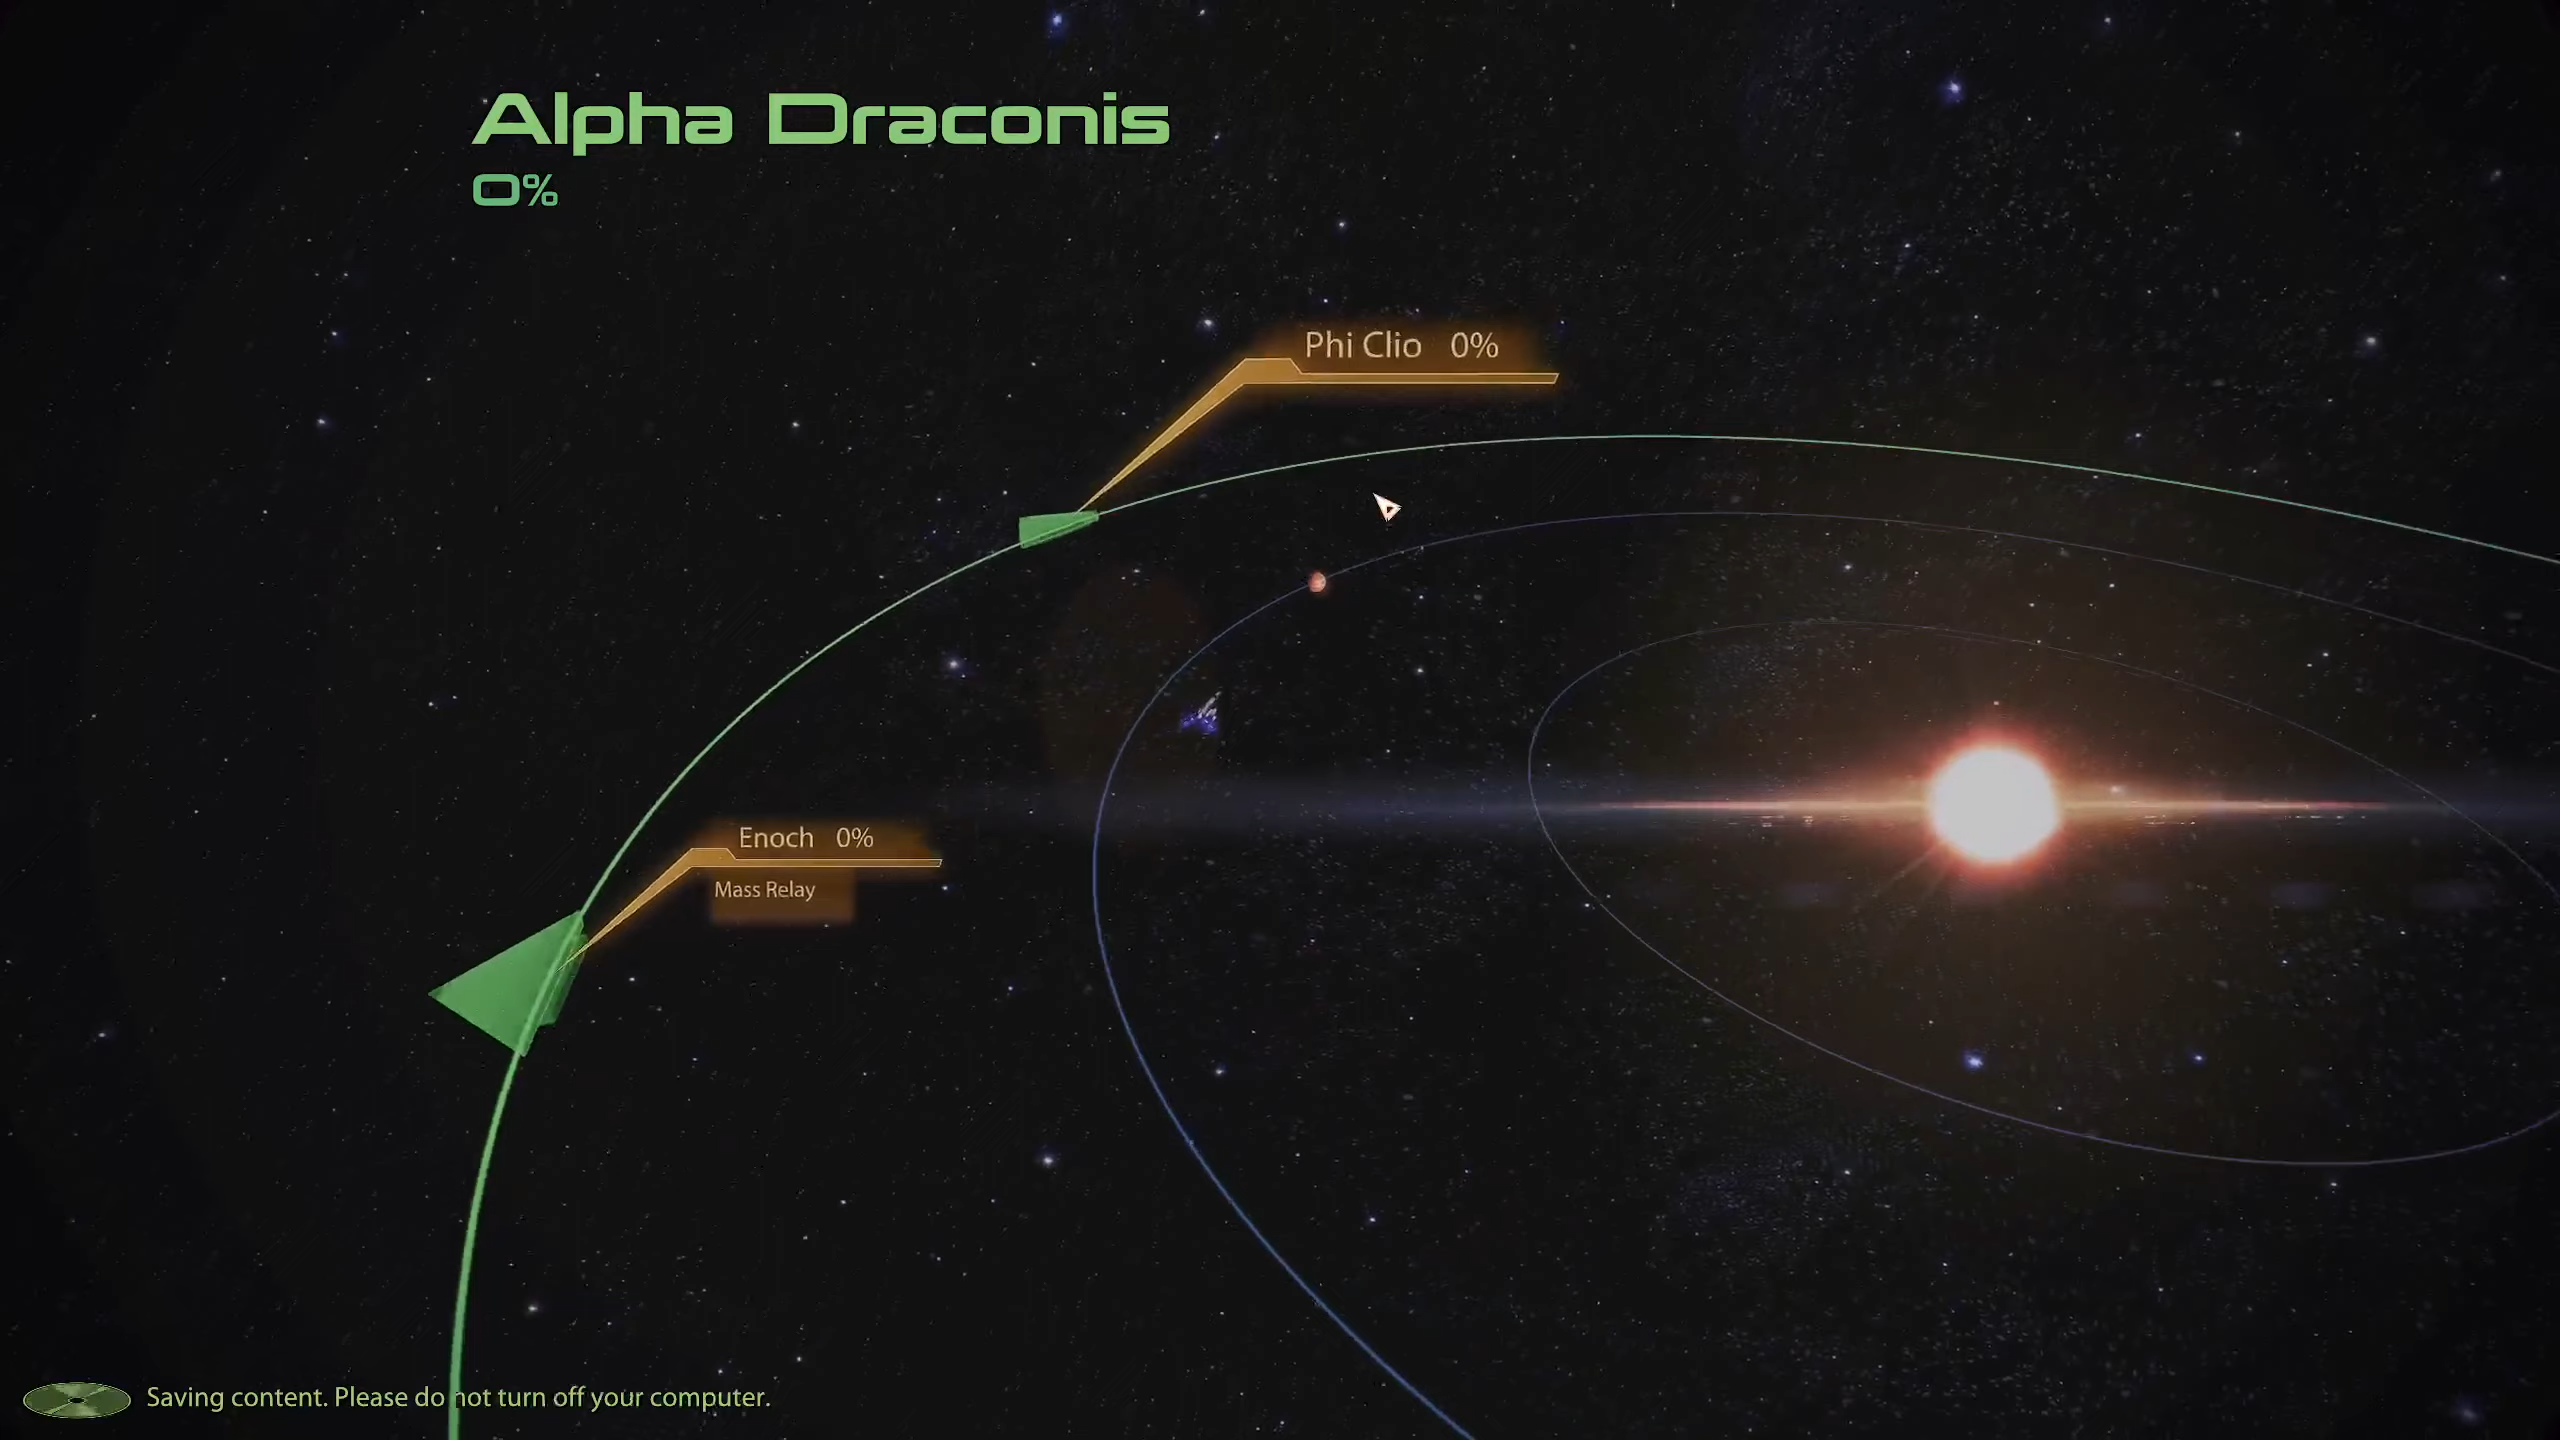 Alpha Draconis
0%
Phi Clio 0%
Enoch 0%
Mass Relay
Saving content. Please do not turn off your computer.